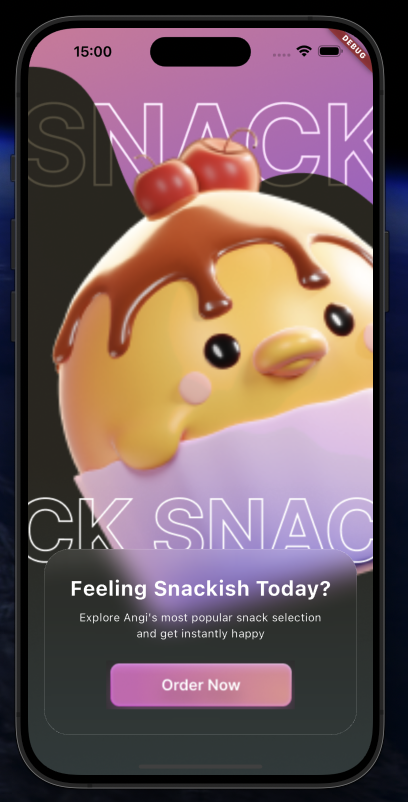 15:00
DEBUG
SNACK
CK SNAC
Feeling Snackish Today?
Explore Angi's most popular snack selection
and get instantly happy
Order Now